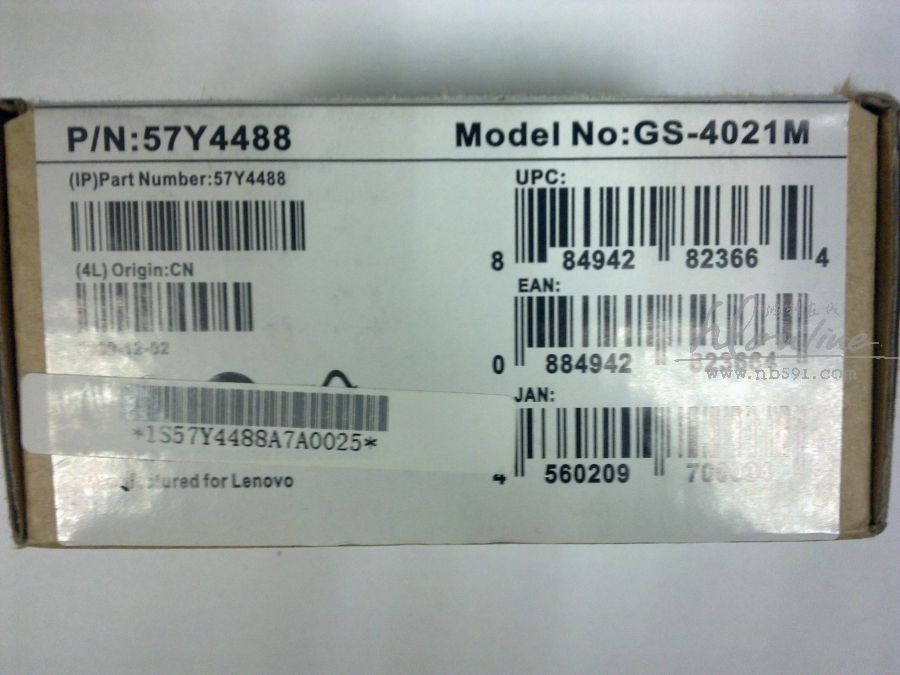 P/N:57Y4488
Model No:GS-4021M
(IP)Part Number:57Y4488
(4L) Origin:CN
*1S57Y4488A7A0025*
for Lenovo
UPC:
8 84942 82366 4
EAN:
0 884942 823664
JAN:
4 560209
www.nb591.com